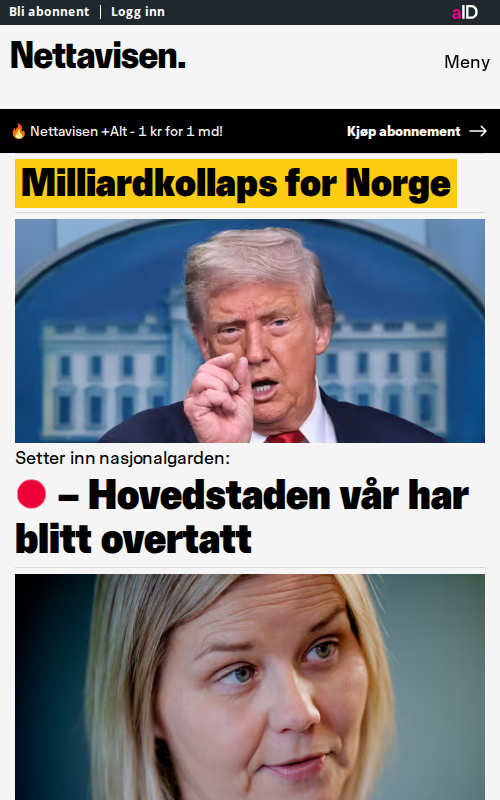 Bli abonnent | Logg inn
aID
Nettavisen.
Meny
🔥 Nettavisen +Alt - 1 kr for 1 md!
Kjøp abonnement →
Milliardkollaps for Norge
Setter inn nasjonalgarden:
🔴 – Hovedstaden vår har
blitt overtatt